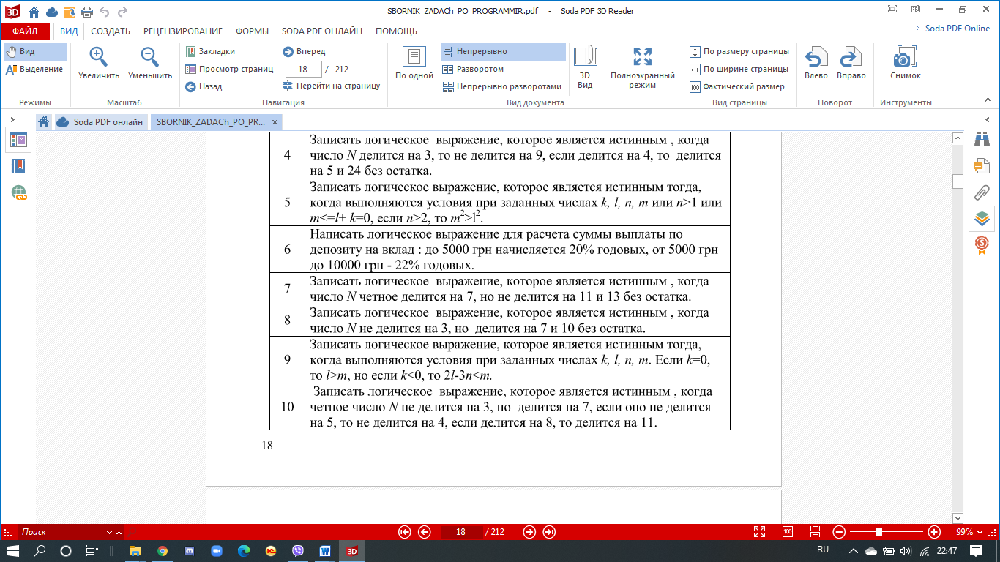 SBORNIK_ZADACh_PO_PROGRAMMIR.pdf - Soda PDF 3D Reader
ФАЙЛ ВИД СОЗДАТЬ РЕЦЕНЗИРОВАНИЕ ФОРМЫ SODA PDF ОНЛАЙН ПОМОЩЬ Soda PDF Online
Вид
Выделение
Режимы
Увеличить Уменьшить
Масштаб
Закладки
Просмотр страниц
Назад
Вперед
18 / 212
Перейти на страницу
Навигация
По одной
Непрерывно
Разворотом
Непрерывно разворотами
3D Вид
Полноэкранный режим
Вид документа
По размеру страницы
По ширине страницы
100 Фактический размер
Вид страницы
Влево Вправо
Поворот
Снимок
Инструменты
Soda PDF онлайн SBORNIK_ZADACh_PO_PR...
4
Записать логическое выражение, которое является истинным , когда
число N делится на 3, то не делится на 9, если делится на 4, то делится
на 5 и 24 без остатка.
5
Записать логическое выражение, которое является истинным тогда,
когда выполняются условия при заданных числах k, l, n, m или n>1 или
m<=l+ k=0, если n>2, то m²>l².
6
Написать логическое выражение для расчета суммы выплаты по
депозиту на вклад : до 5000 грн начисляется 20% годовых, от 5000 грн
до 10000 грн - 22% годовых.
7
Записать логическое выражение, которое является истинным , когда
число N четное делится на 7, но не делится на 11 и 13 без остатка.
8
Записать логическое выражение, которое является истинным , когда
число N не делится на 3, но делится на 7 и 10 без остатка.
9
Записать логическое выражение, которое является истинным тогда,
когда выполняются условия при заданных числах k, l, n, m. Если k=0,
то l>m, но если k<0, то 2l-3n<m.
10
Записать логическое выражение, которое является истинным , когда
четное число N не делится на 3, но делится на 7, если оно не делится
на 5, то не делится на 4, если делится на 8, то делится на 11.
18
Поиск 18 / 212 100 99%
RU 22:47